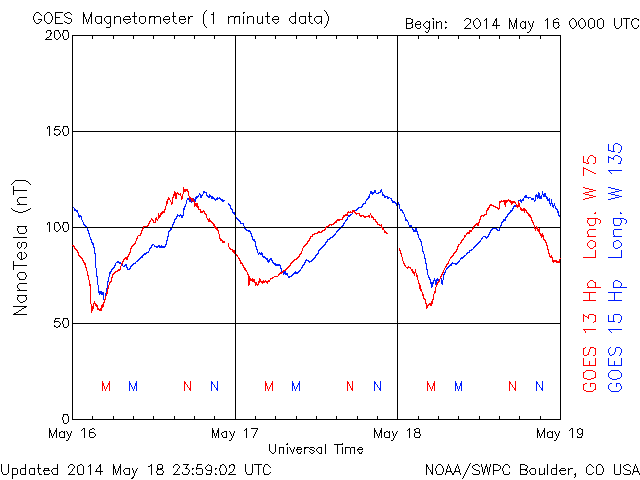 GOES Magnetometer (1 minute data)
Begin: 2014 May 16 0000 UTC
200
150
100
50
0
NanoTesla (nT)
M M N N M M N N M M N N
May 16 May 17 May 18 May 19
Universal Time
GOES 13 Hp Long. W 75
GOES 15 Hp Long. W 135
Updated 2014 May 18 23:59:02 UTC
NOAA/SWPC Boulder, CO USA